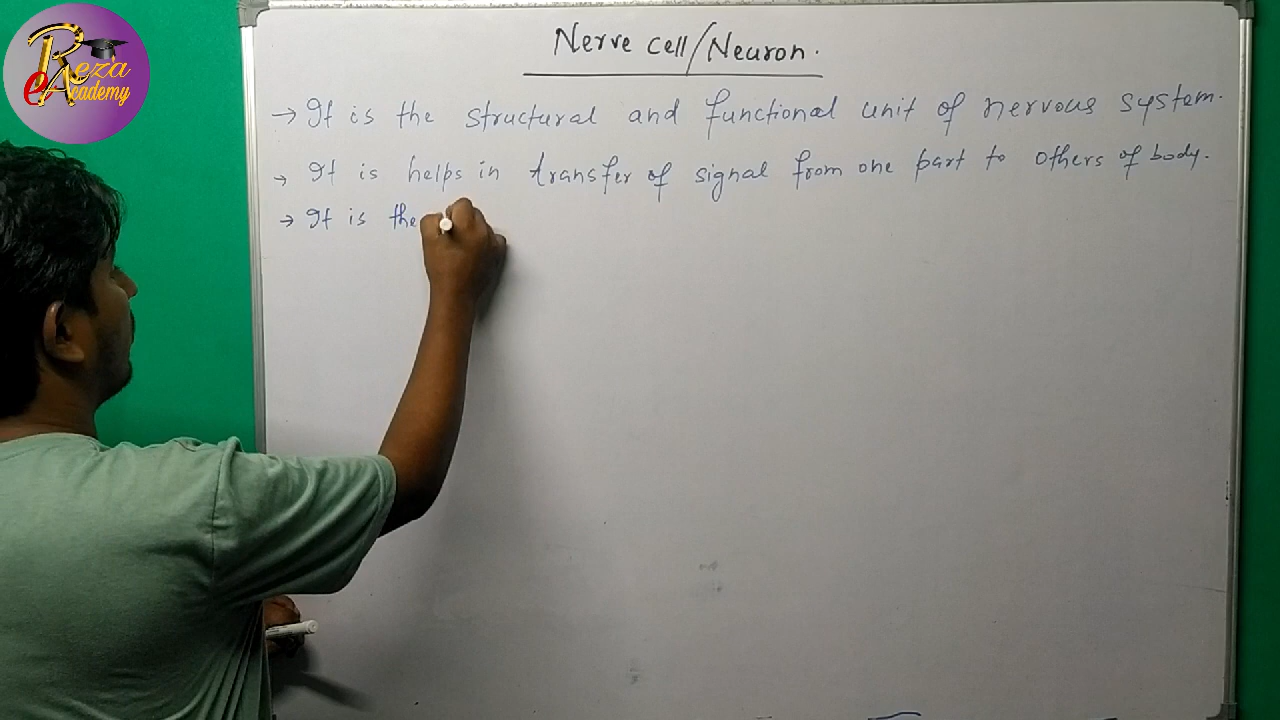 Reza
eAcademy
Nerve cell/Neuron.
→ It is the structural and functional unit of nervous system.
→ It is helps in transfer of signal from one part to others of body.
→ It is the